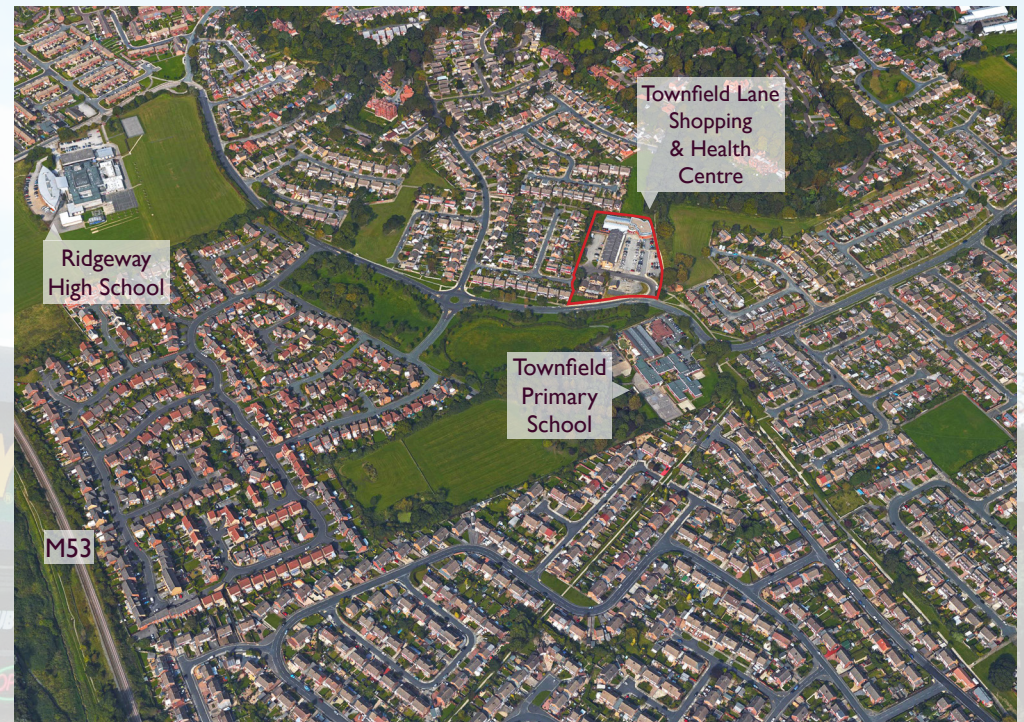 Townfield Lane
Shopping
& Health
Centre
Ridgeway
High School
Townfield
Primary
School
M53